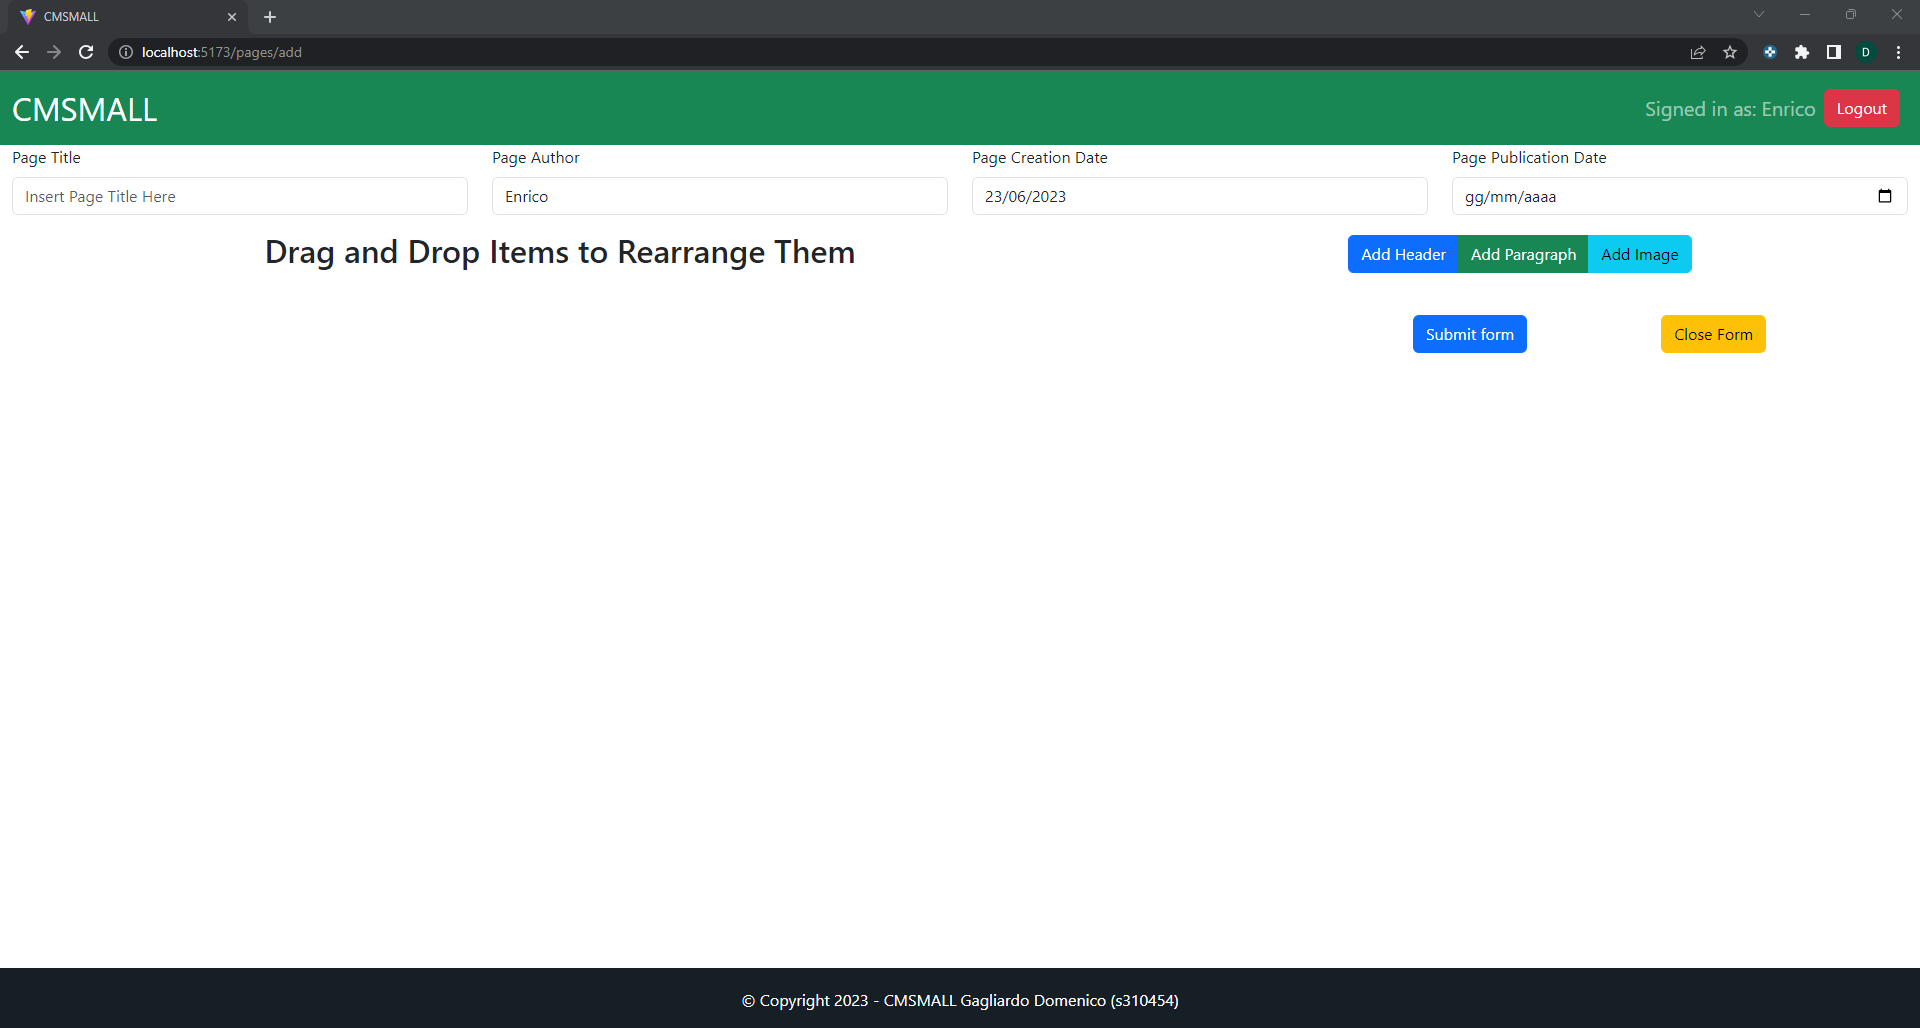 CMSMALL
localhost:5173/pages/add
D
CMSMALL
Signed in as: Enrico
Logout
Page Title
Page Author
Page Creation Date
Page Publication Date
Insert Page Title Here
Enrico
23/06/2023
gg/mm/aaaa
Drag and Drop Items to Rearrange Them
Add Header
Add Paragraph
Add Image
Submit form
Close Form
© Copyright 2023 - CMSMALL Gagliardo Domenico (s310454)